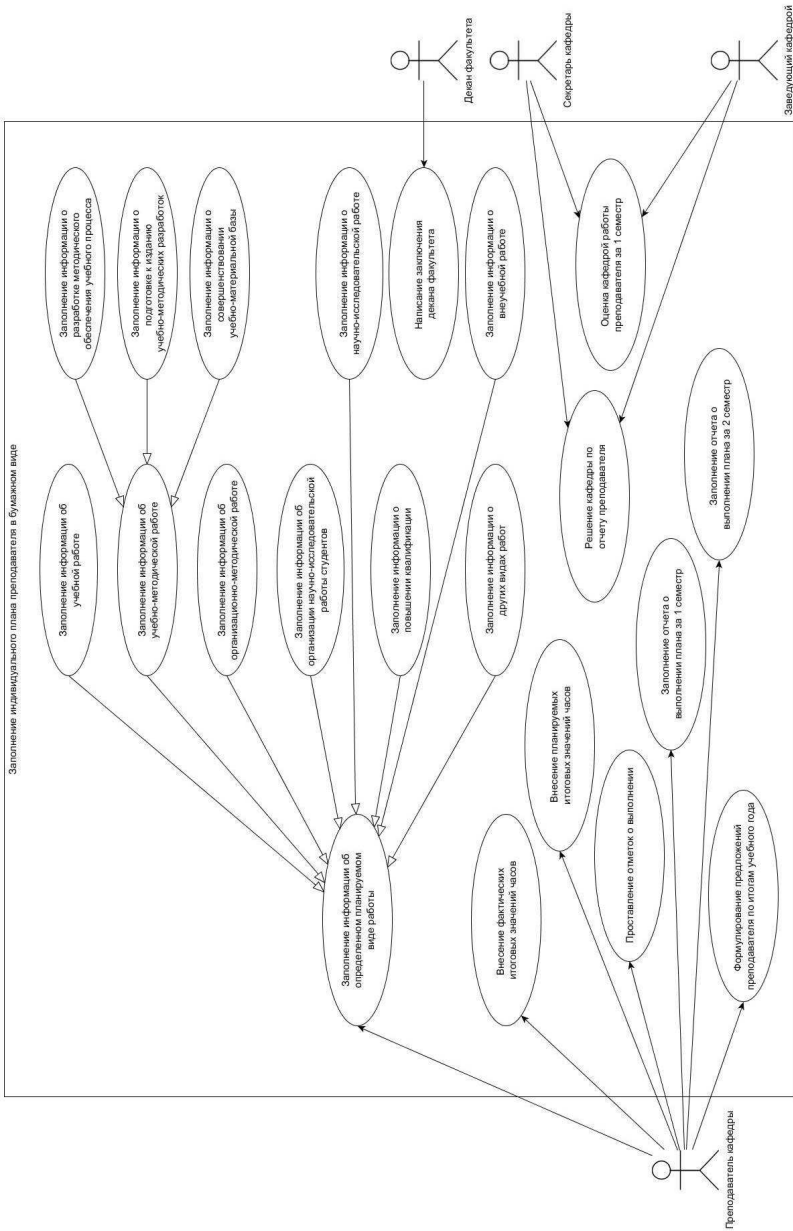 Заполнение индивидуального плана преподавателя в бумажном виде
Заполнение информации об
учебной работе
Заполнение информации о
разработке методического
обеспечения учебного процесса
Заполнение информации об
учебно-методической работе
Заполнение информации о
подготовке к изданию
учебно-методических разработок
Заполнение информации об
организационно-методической работе
Заполнение информации о
совершенствовании
учебно-материальной базы
Заполнение информации об
определенном планируемом
виде работы
Заполнение информации об
организации научно-исследовательской
работы студентов
Заполнение информации о
научно-исследовательской работе
Заполнение информации о
повышении квалификации
Написание заключения
декана факультета
Декан факультета
Заполнение информации о
других видах работ
Заполнение информации о
внеучебной работе
Внесение фактических
итоговых значений часов
Внесение планируемых
итоговых значений часов
Решение кафедры по
отчету преподавателя
Оценка кафедрой работы
преподавателя за 1 семестр
Секретарь кафедры
Проставление отметок о выполнении
Заполнение отчета о
выполнении плана за 1 семестр
Заполнение отчета о
выполнении плана за 2 семестр
Формулирование предложений
преподавателя по итогам учебного года
Преподаватель кафедры
Заведующий кафедрой